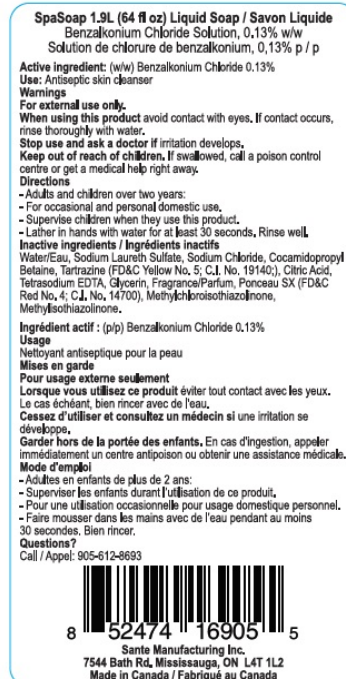 SpaSoap 1.9L (64 fl oz) Liquid Soap / Savon Liquide
Benzalkonium Chloride Solution, 0,13% w/w
Solution de chlorure de benzalkonium, 0,13% p / p
Active ingredient: (w/w) Benzalkonium Chloride 0.13%
Use: Antiseptic skin cleanser
Warnings
For external use only.
When using this product avoid contact with eyes. If contact occurs,
rinse thoroughly with water.
Stop use and ask a doctor if irritation develops.
Keep out of reach of children. If swallowed, call a poison control
centre or get a medical help right away.
Directions
- Adults and children over two years:
- For occasional and personal domestic use.
- Supervise children when they use this product.
- Lather in hands with water for at least 30 seconds. Rinse well.
Inactive ingredients / Ingrédients inactifs
Water/Eau, Sodium Laureth Sulfate, Sodium Chloride, Cocamidopropyl
Betaine, Tartrazine (FD&C Yellow No. 5; C.I. No. 19140;), Citric Acid,
Tetrasodium EDTA, Glycerin, Fragrance/Parfum, Ponceau SX (FD&C
Red No. 4; C.I. No. 14700), Methylchloroisothiazolinone,
Methylisothiazolinone.
Ingrédient actif : (p/p) Benzalkonium Chloride 0.13%
Usage
Nettoyant antiseptique pour la peau
Mises en garde
Pour usage externe seulement
Lorsque vous utilisez ce produit éviter tout contact avec les yeux.
Le cas échéant, bien rincer avec de l'eau.
Cessez d'utiliser et consultez un médecin si une irritation se
développe.
Garder hors de la portée des enfants. En cas d'ingestion, appeler
immédiatement un centre antipoison ou obtenir une assistance médicale.
Mode d'emploi
- Adultes en enfants de plus de 2 ans:
- Superviser les enfants durant l'utilisation de ce produit.
- Pour une utilisation occasionnelle pour usage domestique personnel.
- Faire mousser dans les mains avec de l'eau pendant au moins
30 secondes. Bien rincer.
Questions?
Call / Appel: 905-612-8693
8 52474 16905 5
Sante Manufacturing Inc.
7544 Bath Rd, Mississauga, ON L4T 1L2
Made in Canada / Fabriqué au Canada